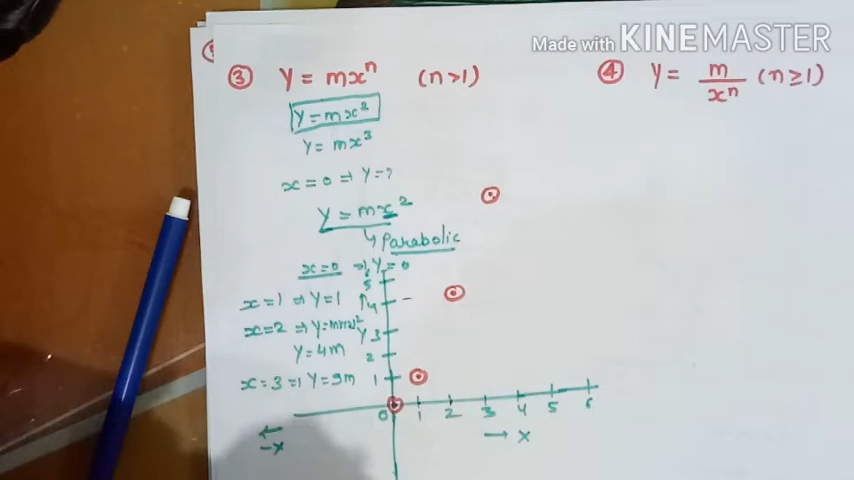 Made with KINEMASTER
③ Y = mxⁿ (n>1)
Y = mx²
Y = mx³
x = 0 ⇒ Y = ?
Y = mx²
↳ Parabolic
x = 0 ⇒ Y = 0
x = 1 ⇒ Y = 1
x = 2 ⇒ Y = m(2)²
Y = 4m
x = 3 ⇒ Y = 9m
5
↑ 4
Y 3
2
1
0 1 2 3 4 5 6
← -X
→ X
④ Y = m/xⁿ (n ≥ 1)